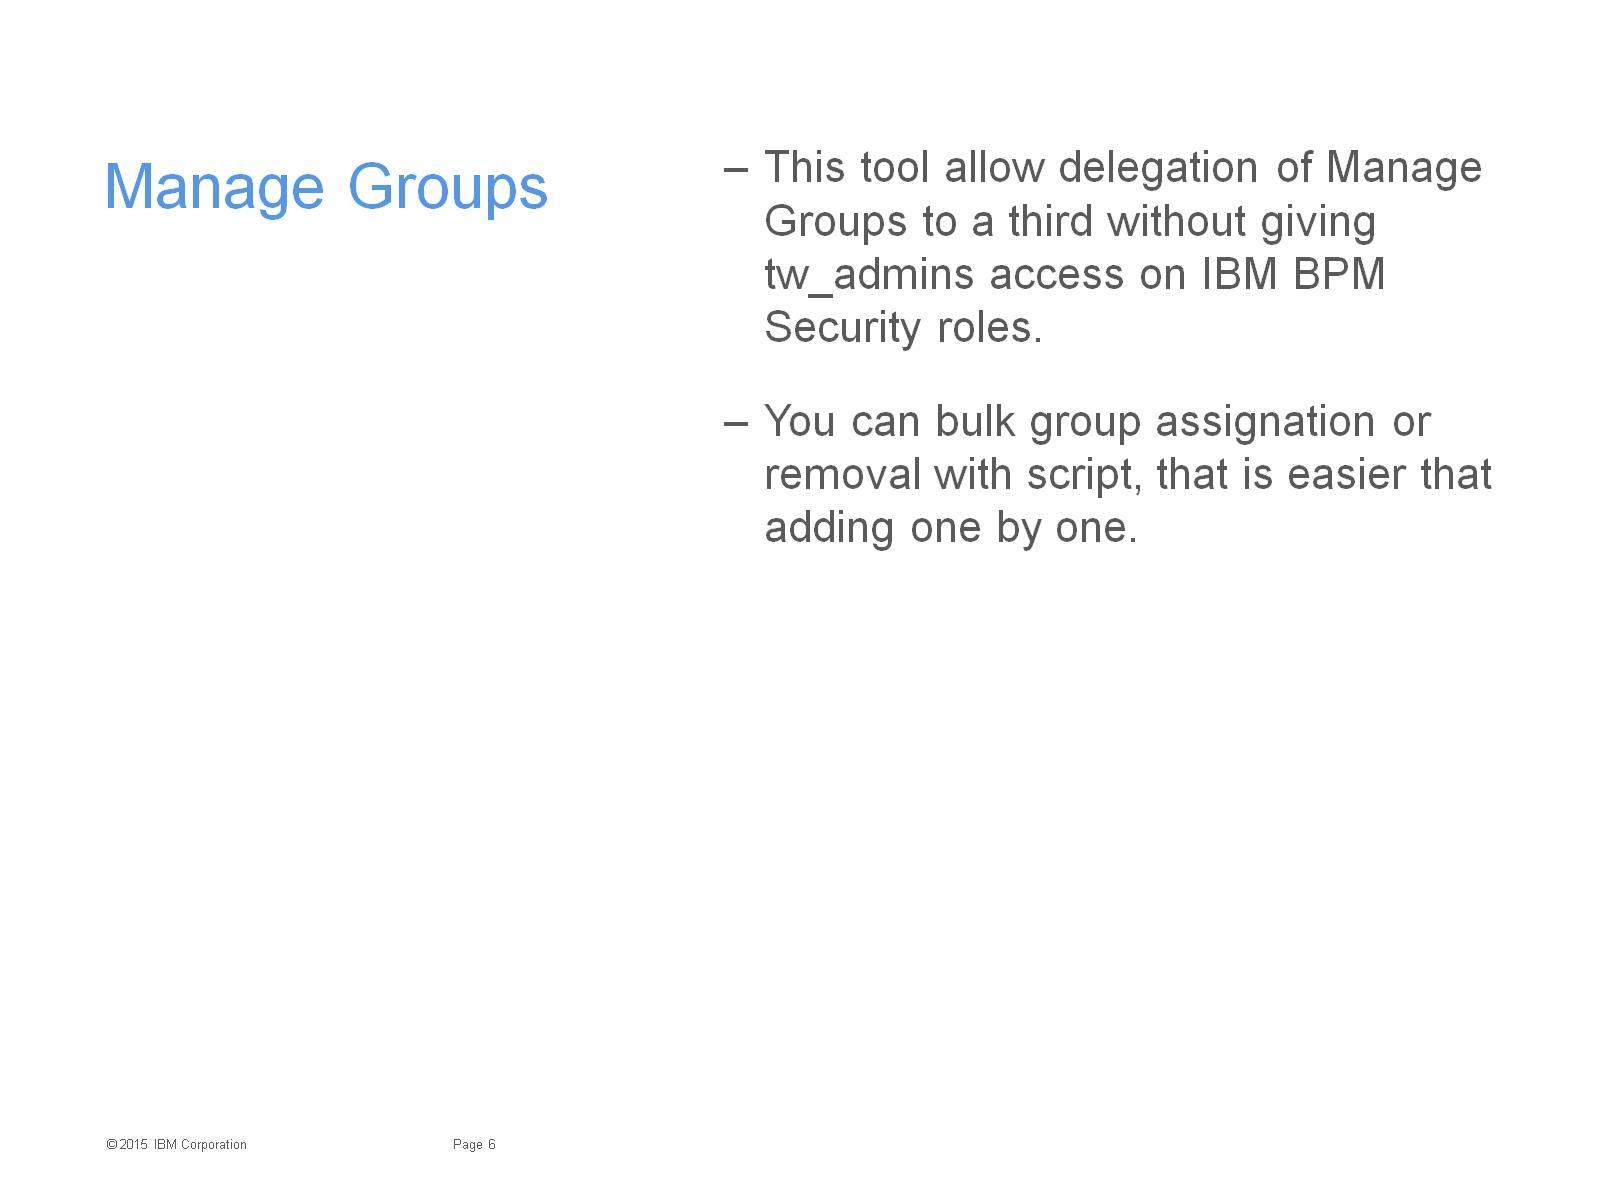 Manage Groups
– This tool allow delegation of Manage
Groups to a third without giving
tw_admins access on IBM BPM
Security roles.
– You can bulk group assignation or
removal with script, that is easier that
adding one by one.
©2015 IBM Corporation
Page 6